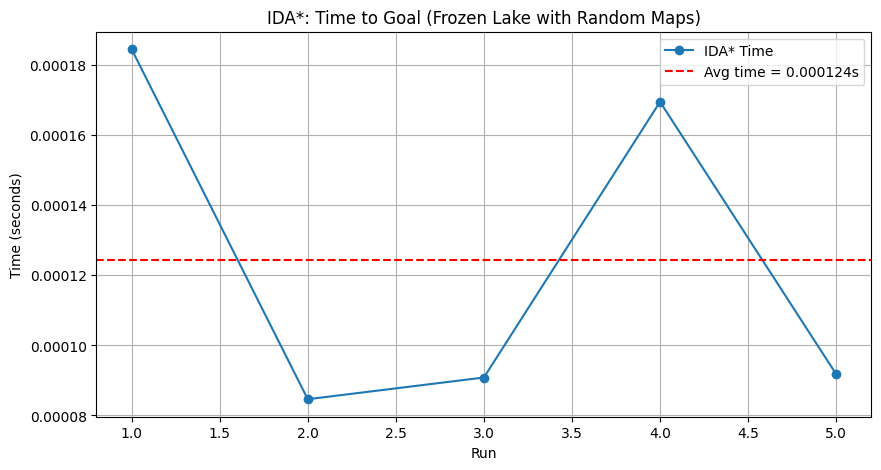 IDA*: Time to Goal (Frozen Lake with Random Maps)
IDA* Time
Avg time = 0.000124s
Time (seconds)
0.00018
0.00016
0.00014
0.00012
0.00010
0.00008
1.0 1.5 2.0 2.5 3.0 3.5 4.0 4.5 5.0
Run